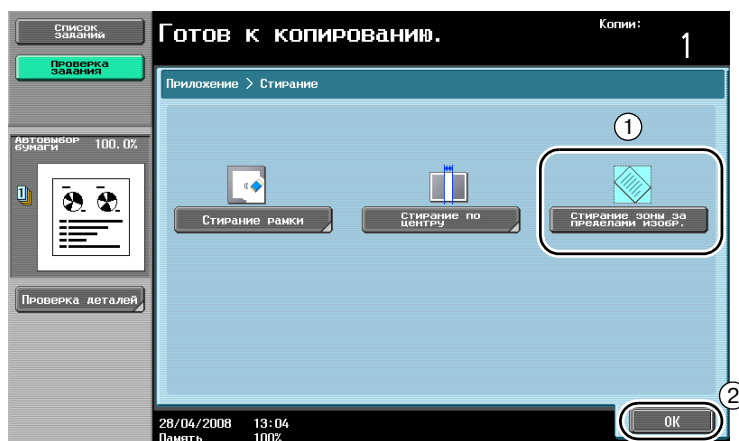 Список
заданий
Проверка
задания
Готов к копированию.
Копии:
1
Приложение > Стирание
Автовыбор
бумаги
100.0%
1
1
Стирание рамки
Стирание по
центру
Стирание зоны за
пределами изобр.
Проверка деталей
2
OK
28/04/2008 13:04
Память 100%